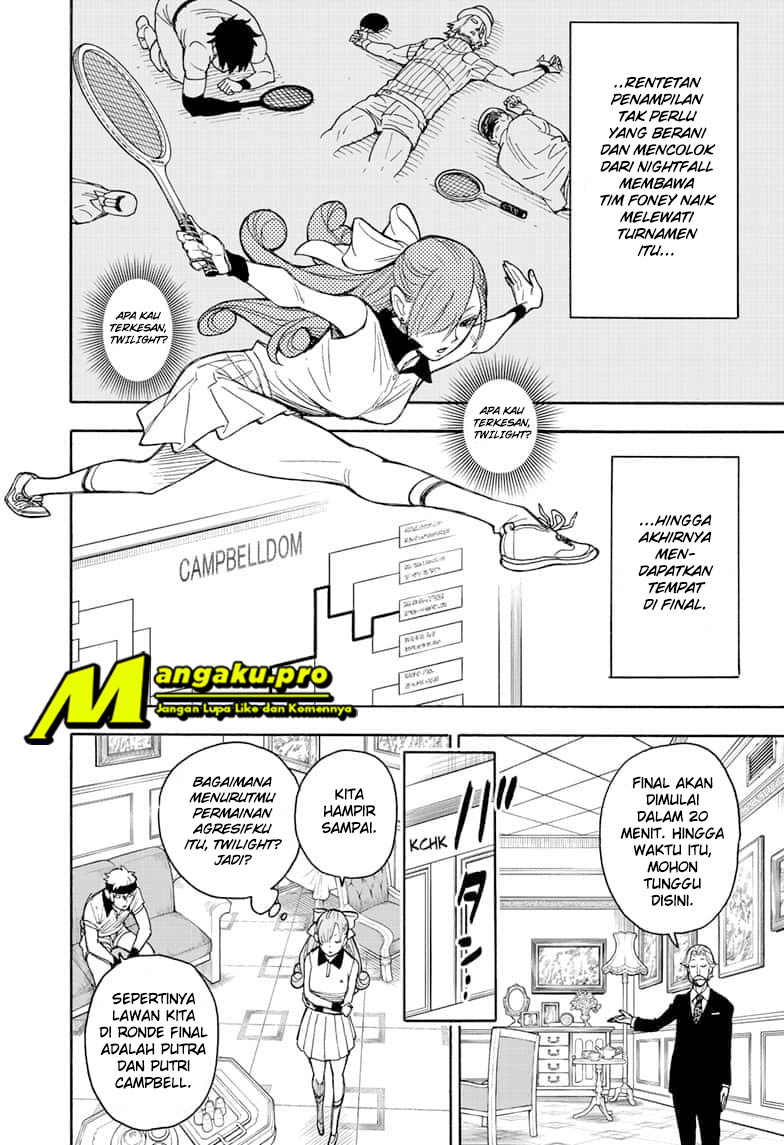 ..RENTETAN
PENAMPILAN
TAK PERLU
YANG BERANI
DAN MENCOLOK
DARI NIGHTFALL
MEMBAWA
TIM FONEY NAIK
MELEWATI
TURNAMEN
ITU...
APA KAU
TERKESAN,
TWILIGHT?
APA KAU
TERKESAN,
TWILIGHT?
...HINGGA
AKHIRNYA
MEN-
DAPATKAN
TEMPAT
DI FINAL.
CAMPBELLDOM
Mangaku.pro
Jangan Lupa Like dan Komennya
FINAL AKAN
DIMULAI
DALAM 20
MENIT. HINGGA
WAKTU ITU,
MOHON
TUNGGU
DISINI.
KCHK
バタン…
KITA
HAMPIR
SAMPAI.
BAGAIMANA
MENURUTMU
PERMAINAN
AGRESIFKU
ITU, TWILIGHT?
JADI?
SEPERTINYA
LAWAN KITA
DI RONDE FINAL
ADALAH PUTRA
DAN PUTRI
CAMPBELL.